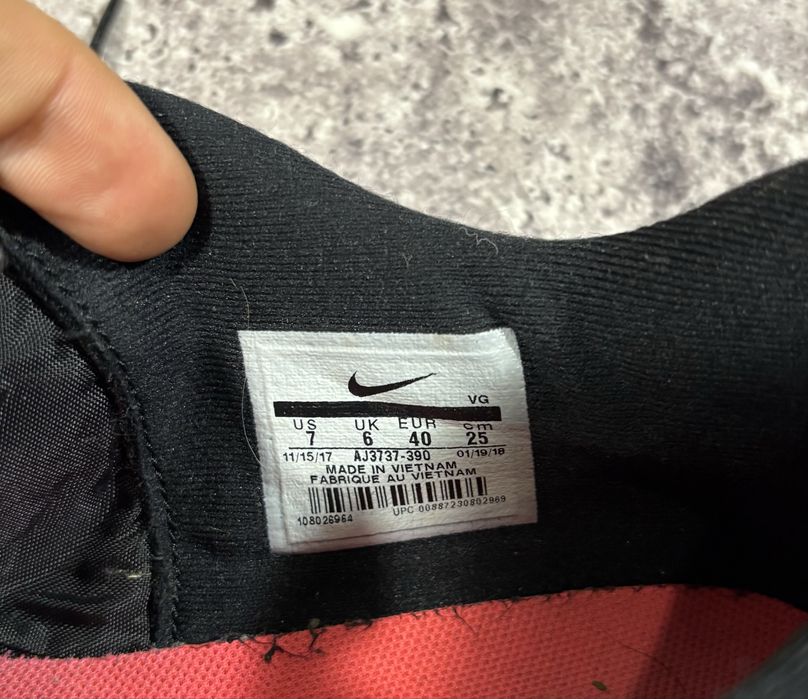 VG
US UK EUR cm
7 6 40 25
11/15/17 AJ3737-390 01/19/18
MADE IN VIETNAM
FABRIQUE AU VIETNAM
108026964 UPC 00887230802969